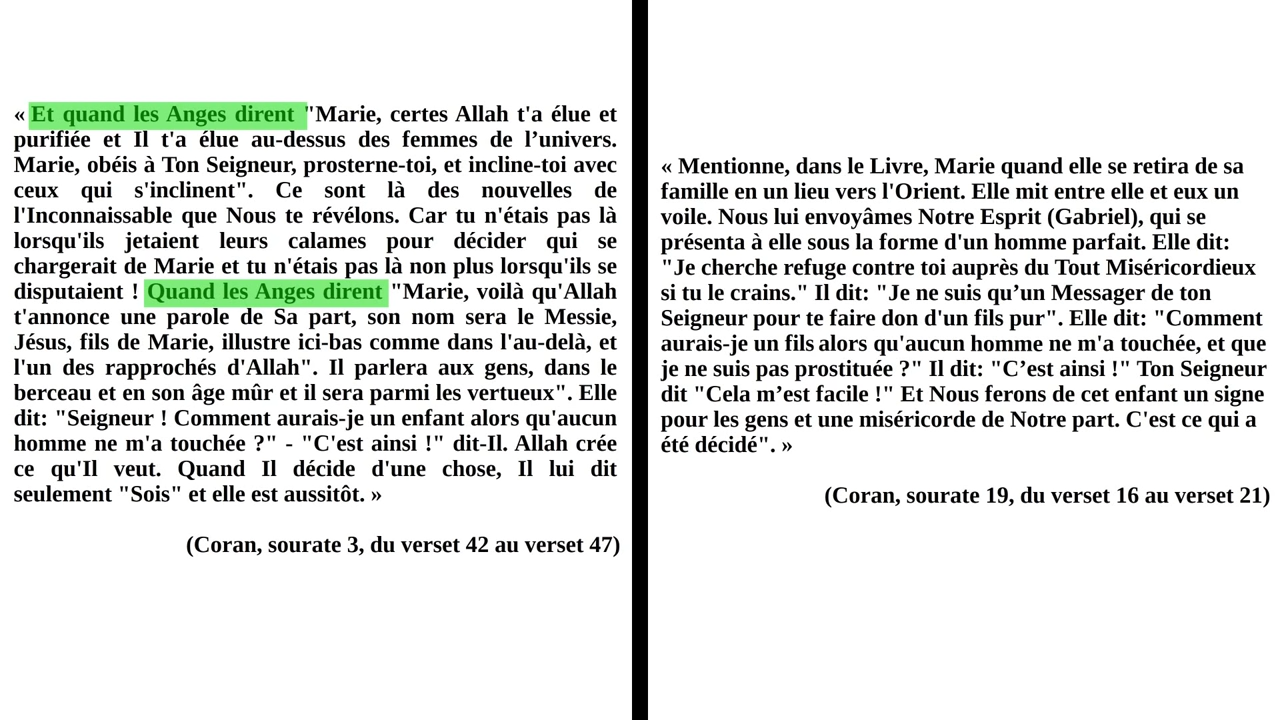 « Et quand les Anges dirent "Marie, certes Allah t'a élue et
purifiée et Il t'a élue au-dessus des femmes de l’univers.
Marie, obéis à Ton Seigneur, prosterne-toi, et incline-toi avec
ceux qui s'inclinent". Ce sont là des nouvelles de
l'Inconnaissable que Nous te révélons. Car tu n'étais pas là
lorsqu'ils jetaient leurs calames pour décider qui se
chargerait de Marie et tu n'étais pas là non plus lorsqu'ils se
disputaient ! Quand les Anges dirent "Marie, voilà qu'Allah
t'annonce une parole de Sa part, son nom sera le Messie,
Jésus, fils de Marie, illustre ici-bas comme dans l'au-delà, et
l'un des rapprochés d'Allah". Il parlera aux gens, dans le
berceau et en son âge mûr et il sera parmi les vertueux". Elle
dit: "Seigneur ! Comment aurais-je un enfant alors qu'aucun
homme ne m'a touchée ?" - "C'est ainsi !" dit-Il. Allah crée
ce qu'Il veut. Quand Il décide d'une chose, Il lui dit
seulement "Sois" et elle est aussitôt. »
(Coran, sourate 3, du verset 42 au verset 47)
« Mentionne, dans le Livre, Marie quand elle se retira de sa
famille en un lieu vers l'Orient. Elle mit entre elle et eux un
voile. Nous lui envoyâmes Notre Esprit (Gabriel), qui se
présenta à elle sous la forme d'un homme parfait. Elle dit:
"Je cherche refuge contre toi auprès du Tout Miséricordieux
si tu le crains." Il dit: "Je ne suis qu’un Messager de ton
Seigneur pour te faire don d'un fils pur". Elle dit: "Comment
aurais-je un fils alors qu'aucun homme ne m'a touchée, et que
je ne suis pas prostituée ?" Il dit: "C’est ainsi !" Ton Seigneur
dit "Cela m’est facile !" Et Nous ferons de cet enfant un signe
pour les gens et une miséricorde de Notre part. C'est ce qui a
été décidé". »
(Coran, sourate 19, du verset 16 au verset 21)